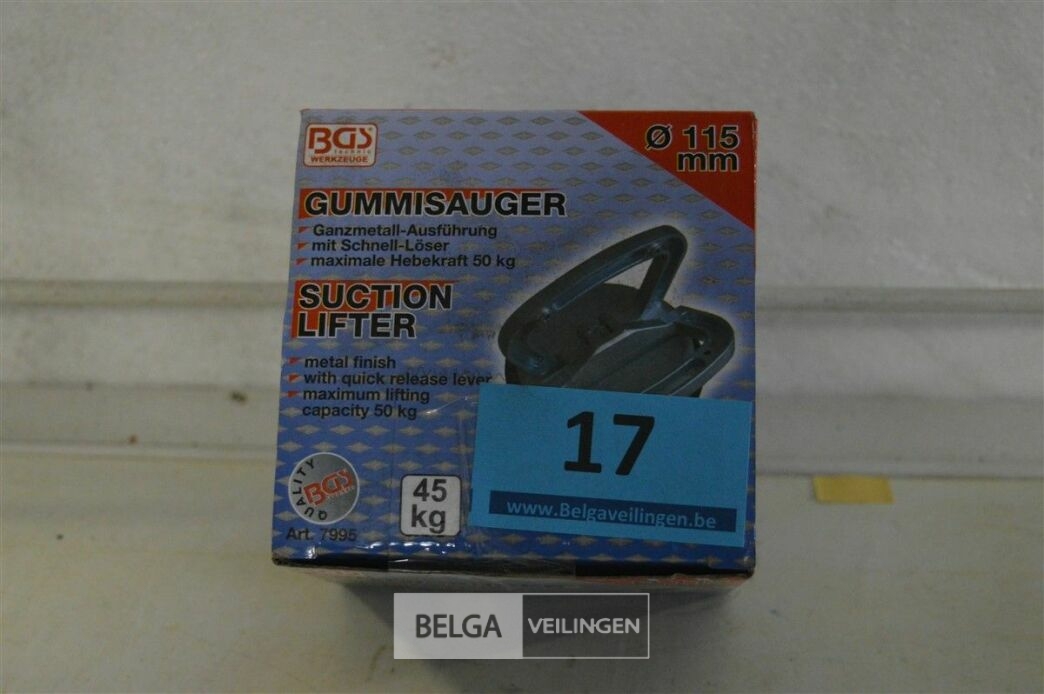 BGS
technic
WERKZEUGE
Ø 115
mm
GUMMISAUGER
Ganzmetall-Ausführung
mit Schnell-Löser
maximale Hebekraft 50 kg
SUCTION
LIFTER
metal finish
with quick release lever
maximum lifting
capacity 50 kg
QUALITY
BGS
45
kg
Art. 7995
17
www.Belgaveilingen.be
BELGA VEILINGEN